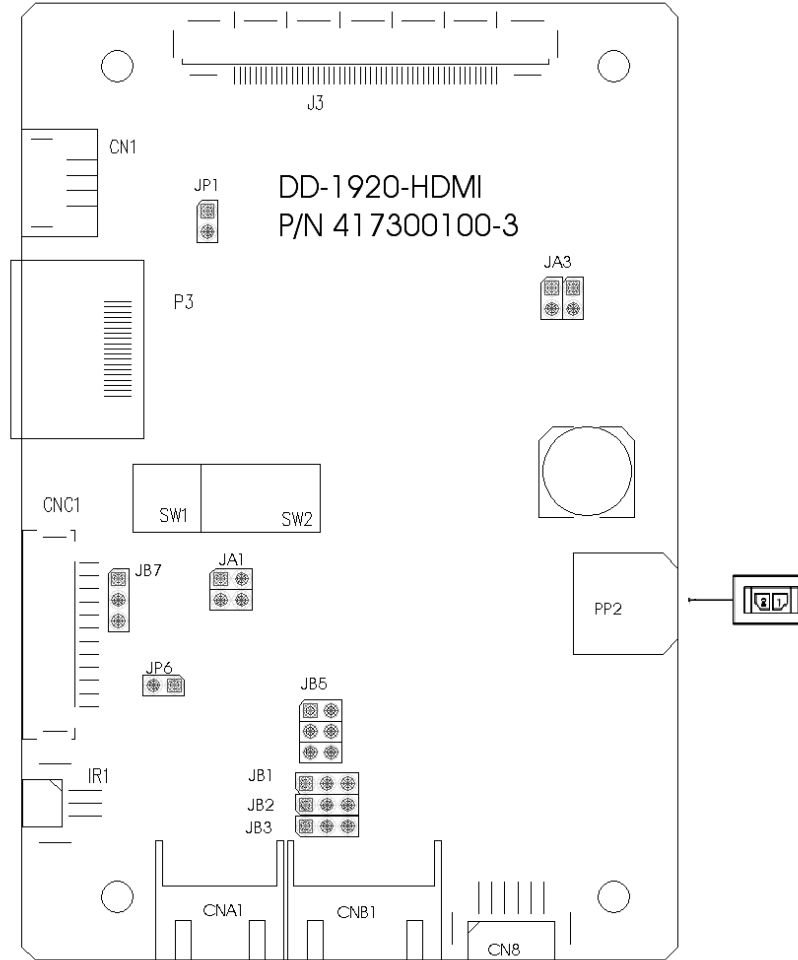 J3
CN1
JP1
DD-1920-HDMI
P/N 417300100-3
JA3
P3
CNC1
SW1
SW2
JA1
JB7
PP2
2 1
JP6
JB5
IR1
JB1
JB2
JB3
CNA1
CNB1
CN8